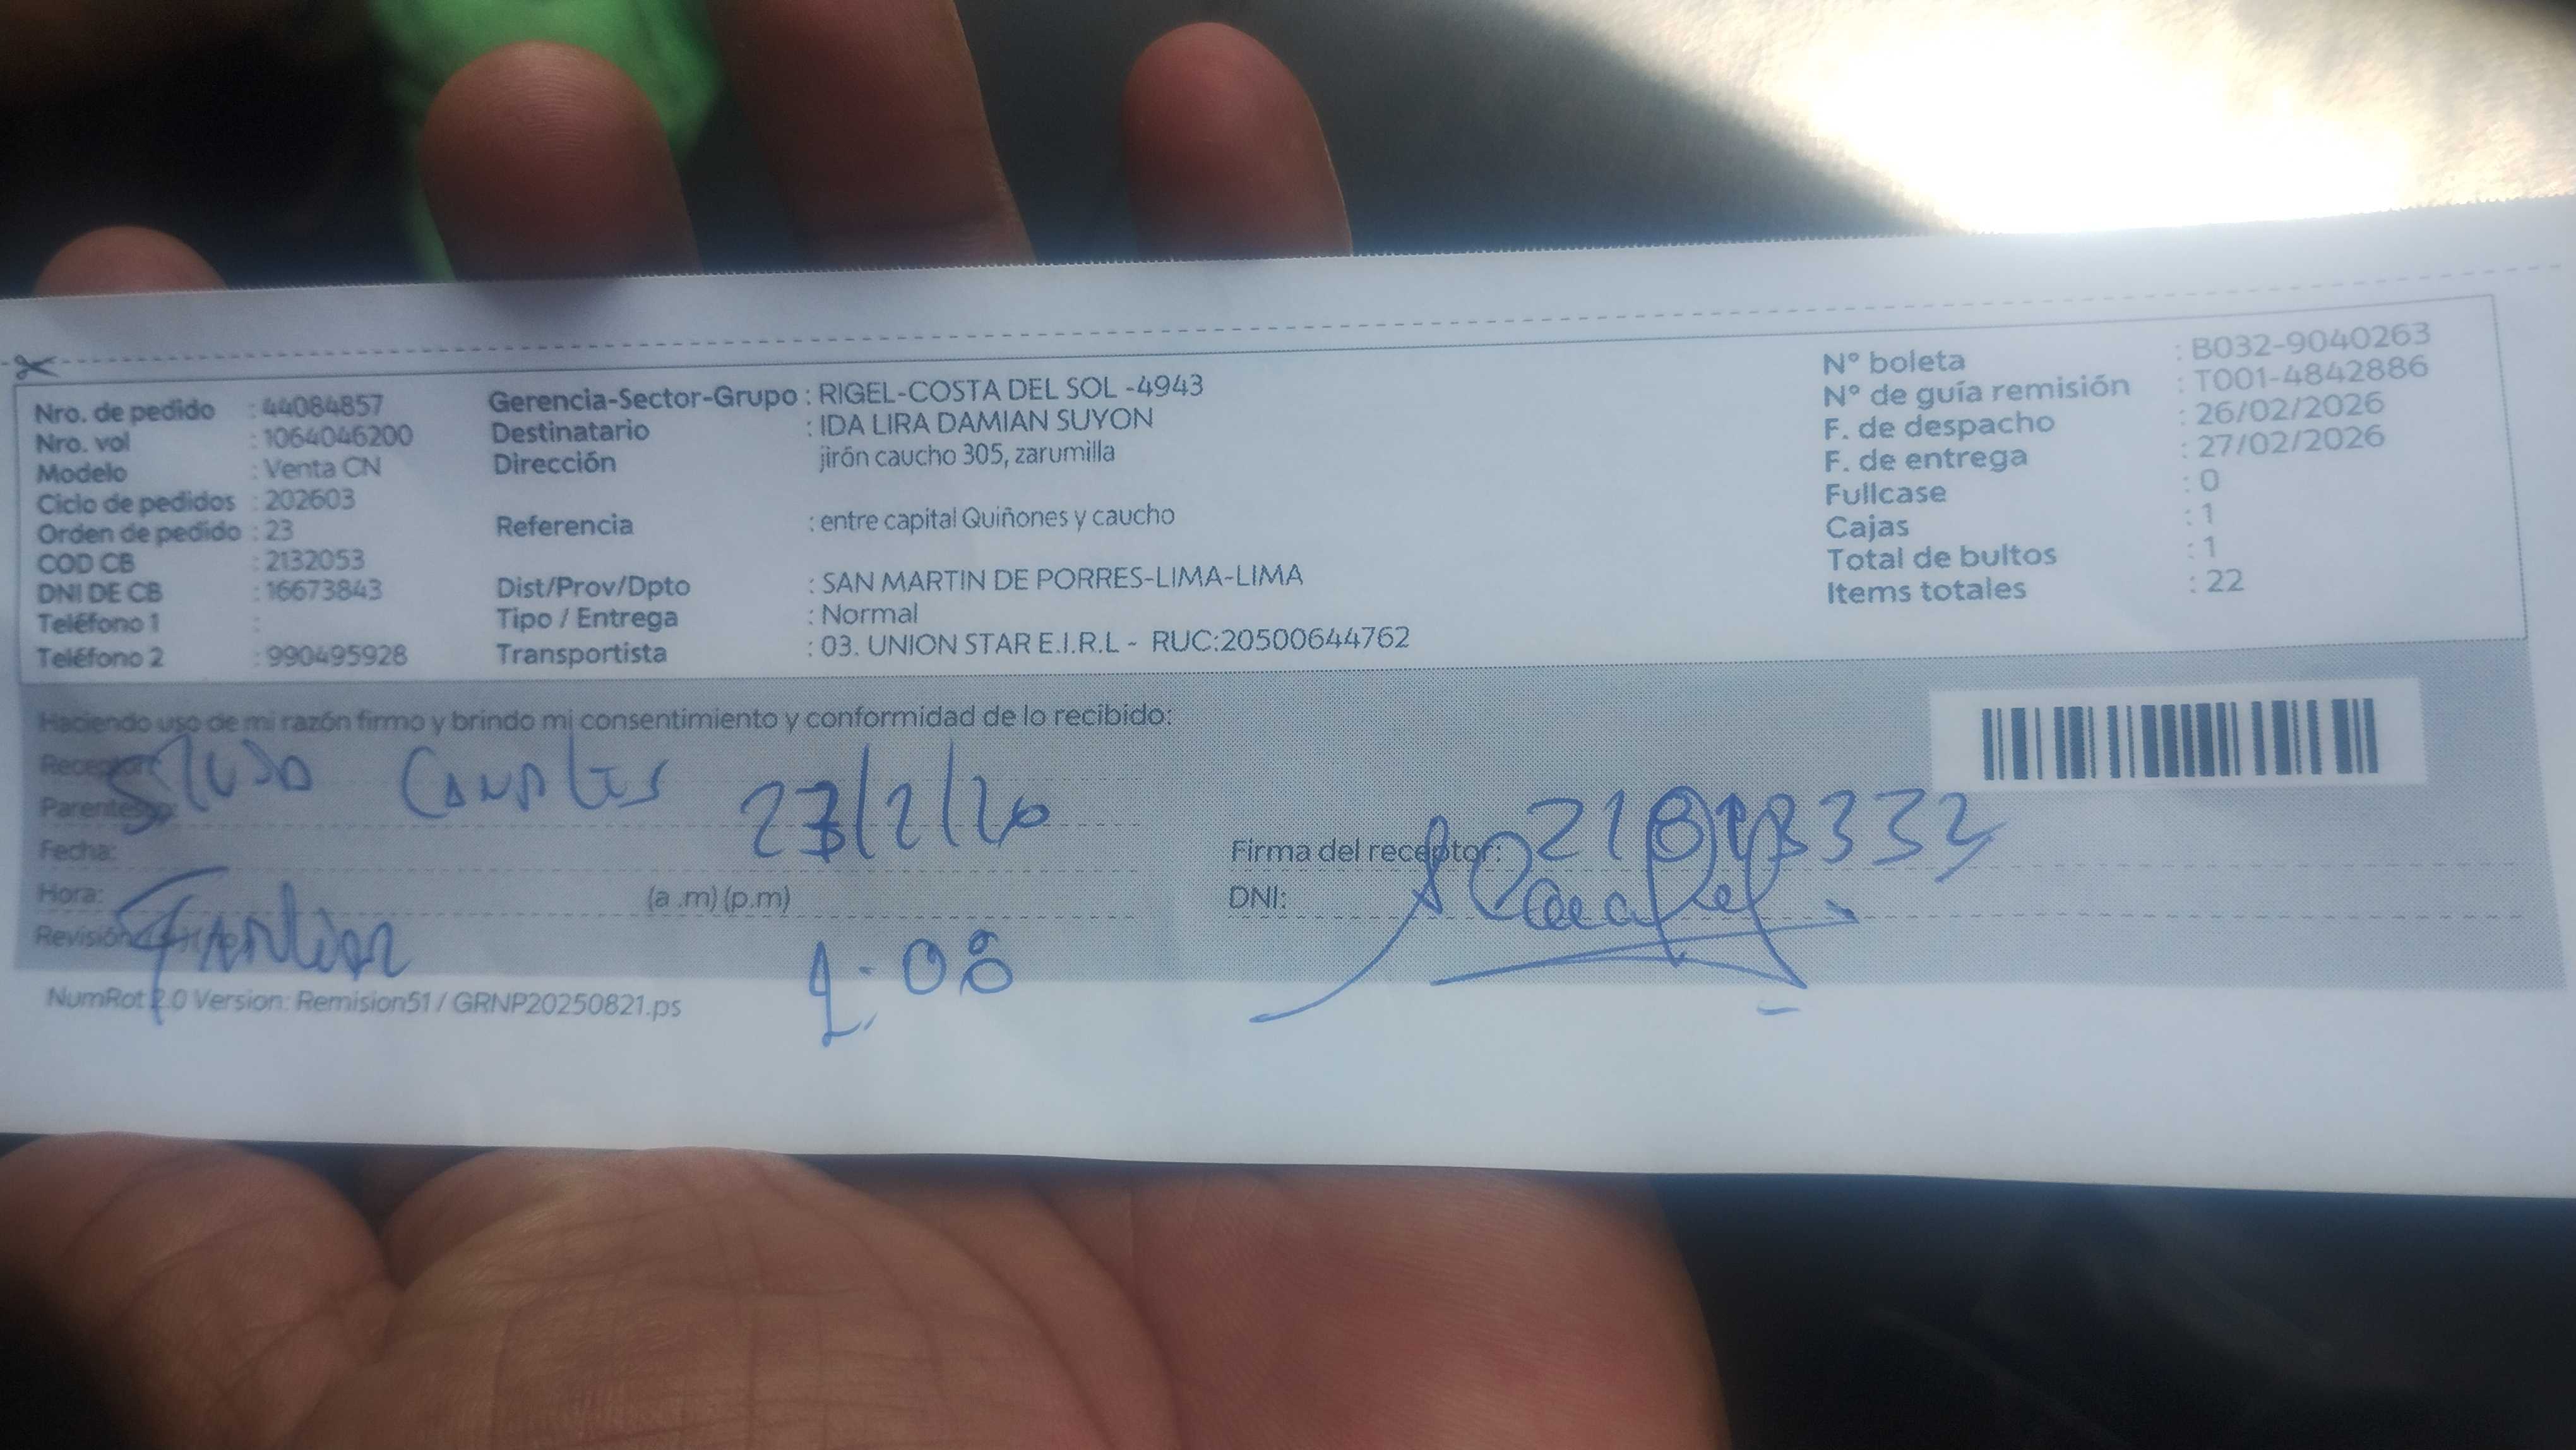 Nro. de pedido : 44084857
Nro. vol : 1064046200
Modelo : Venta CN
Ciclo de pedidos : 202603
Orden de pedido : 23
COD CB : 2132053
DNI DE CB : 16673843
Teléfono 1 :
Teléfono 2 : 990495928
Gerencia-Sector-Grupo : RIGEL-COSTA DEL SOL -4943
Destinatario : IDA LIRA DAMIAN SUYON
Dirección jirón caucho 305, zarumilla
Referencia : entre capital Quiñones y caucho
Dist/Prov/Dpto : SAN MARTIN DE PORRES-LIMA-LIMA
Tipo / Entrega : Normal
Transportista : 03. UNION STAR E.I.R.L - RUC:20500644762
N° boleta : B032-9040263
N° de guía remisión : T001-4842886
F. de despacho : 26/02/2026
F. de entrega : 27/02/2026
Fullcase : 0
Cajas : 1
Total de bultos : 1
Items totales : 22
Haciendo uso de mi razón firmo y brindo mi consentimiento y conformidad de lo recibido:
Receptor:
Parentesco:
Fecha:
Hora: (a .m) (p.m)
Revisión
Firma del receptor:
DNI:
NumRot 2.0 Version: Remision51 / GRNP20250821.ps